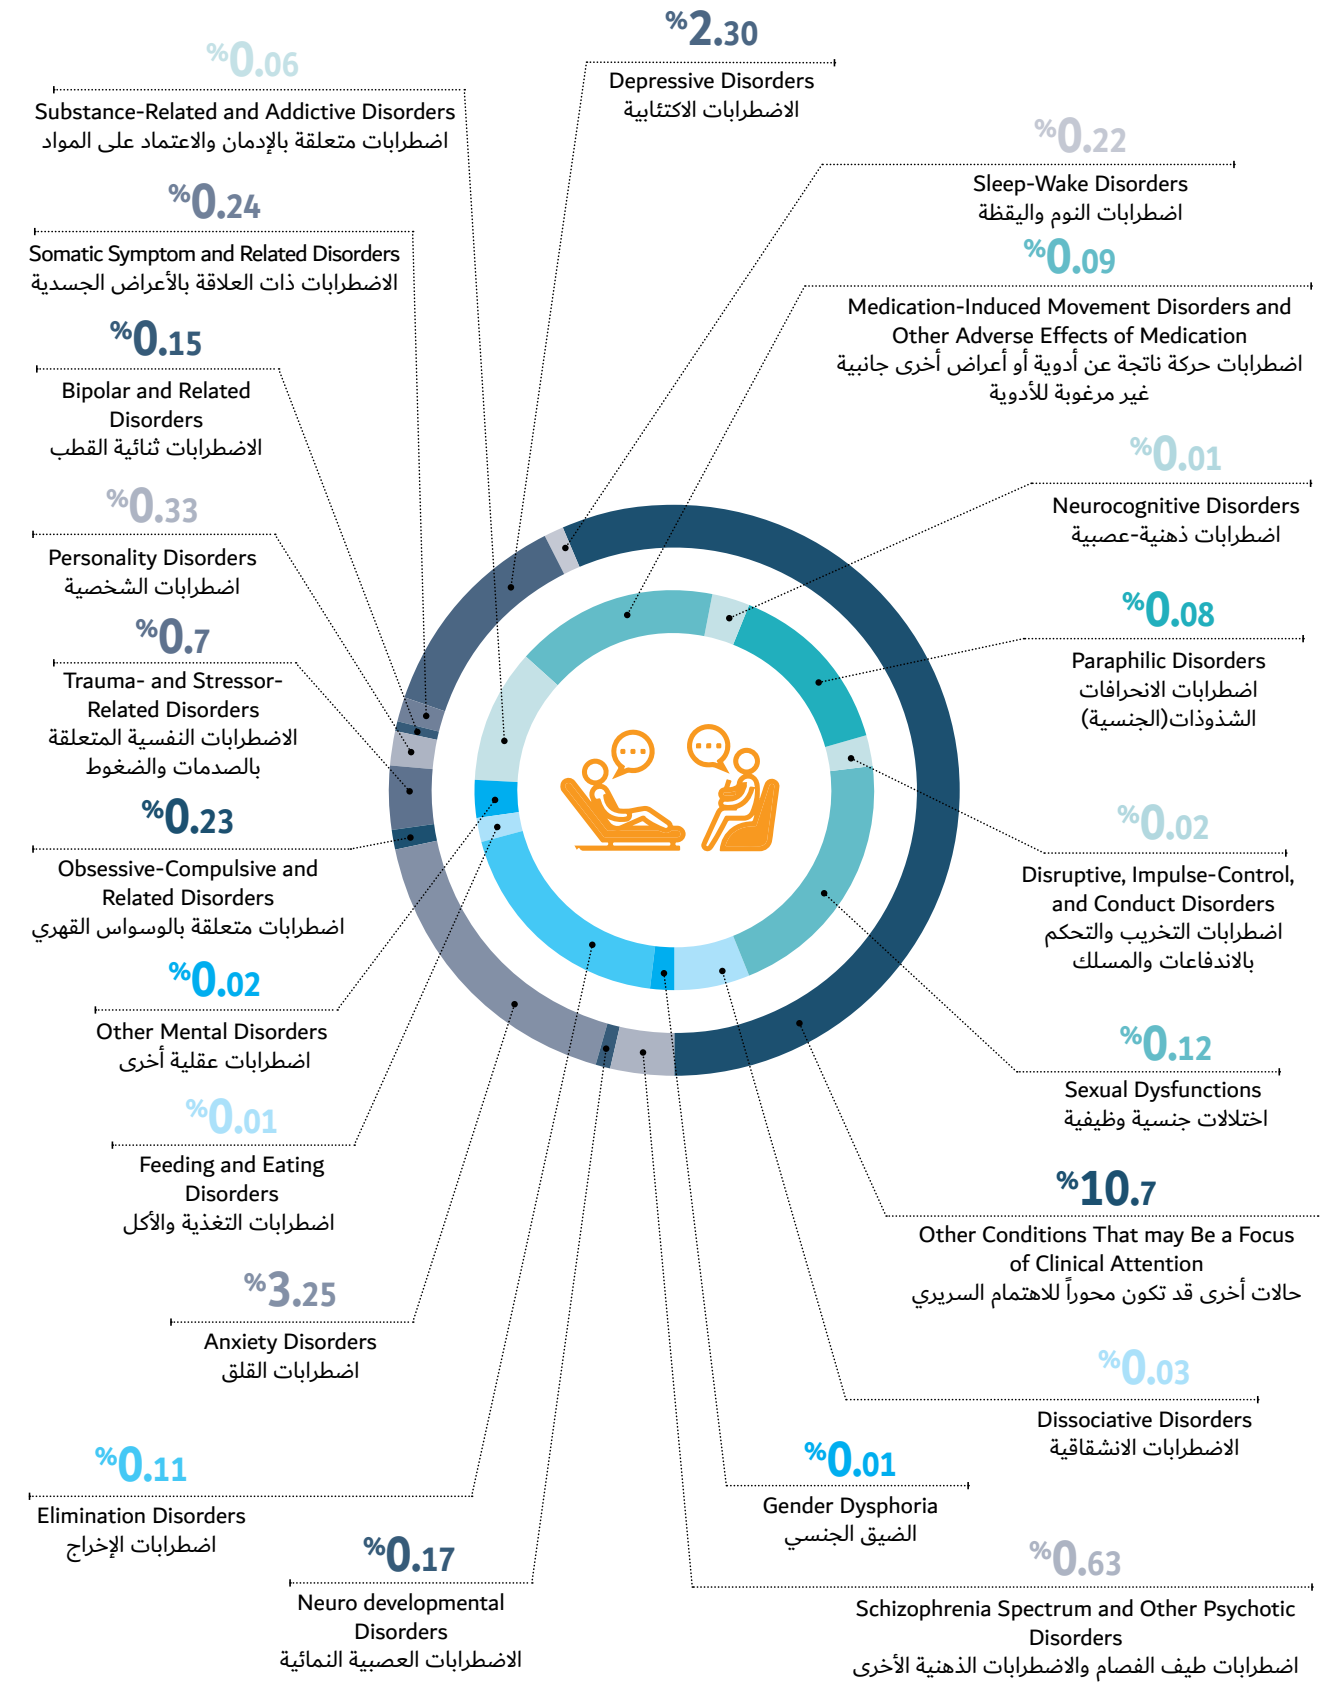 %2.30
Depressive Disorders
الاضطرابات الاكتئابية
%0.06
Substance-Related and Addictive Disorders
اضطرابات متعلقة بالإدمان والاعتماد على المواد
%0.24
Somatic Symptom and Related Disorders
الاضطرابات ذات العلاقة بالأعراض الجسدية
%0.15
Bipolar and Related
Disorders
الاضطرابات ثنائية القطب
%0.33
Personality Disorders
اضطرابات الشخصية
%0.7
Trauma- and Stressor-
Related Disorders
الاضطرابات النفسية المتعلقة
بالصدمات والضغوط
%0.23
Obsessive-Compulsive and
Related Disorders
اضطرابات متعلقة بالوسواس القهري
%0.02
Other Mental Disorders
اضطرابات عقلية أخرى
%0.01
Feeding and Eating
Disorders
اضطرابات التغذية والأكل
%3.25
Anxiety Disorders
اضطرابات القلق
%0.11
Elimination Disorders
اضطرابات الإخراج
%0.17
Neuro developmental
Disorders
الاضطرابات العصبية النمائية
%0.22
Sleep-Wake Disorders
اضطرابات النوم واليقظة
%0.09
Medication-Induced Movement Disorders and
Other Adverse Effects of Medication
اضطرابات حركة ناتجة عن أدوية أو أعراض أخرى جانبية
غير مرغوبة للأدوية
%0.01
Neurocognitive Disorders
اضطرابات ذهنية-عصبية
%0.08
Paraphilic Disorders
اضطرابات الانحرافات
الشذوذات(الجنسية)
%0.02
Disruptive, Impulse-Control,
and Conduct Disorders
اضطرابات التخريب والتحكم
بالاندفاعات والمسلك
%0.12
Sexual Dysfunctions
اختلالات جنسية وظيفية
%10.7
Other Conditions That may Be a Focus
of Clinical Attention
حالات أخرى قد تكون محوراً للاهتمام السريري
%0.03
Dissociative Disorders
الاضطرابات الانشقاقية
%0.01
Gender Dysphoria
الضيق الجنسي
%0.63
Schizophrenia Spectrum and Other Psychotic
Disorders
اضطرابات طيف الفصام والاضطرابات الذهنية الأخرى